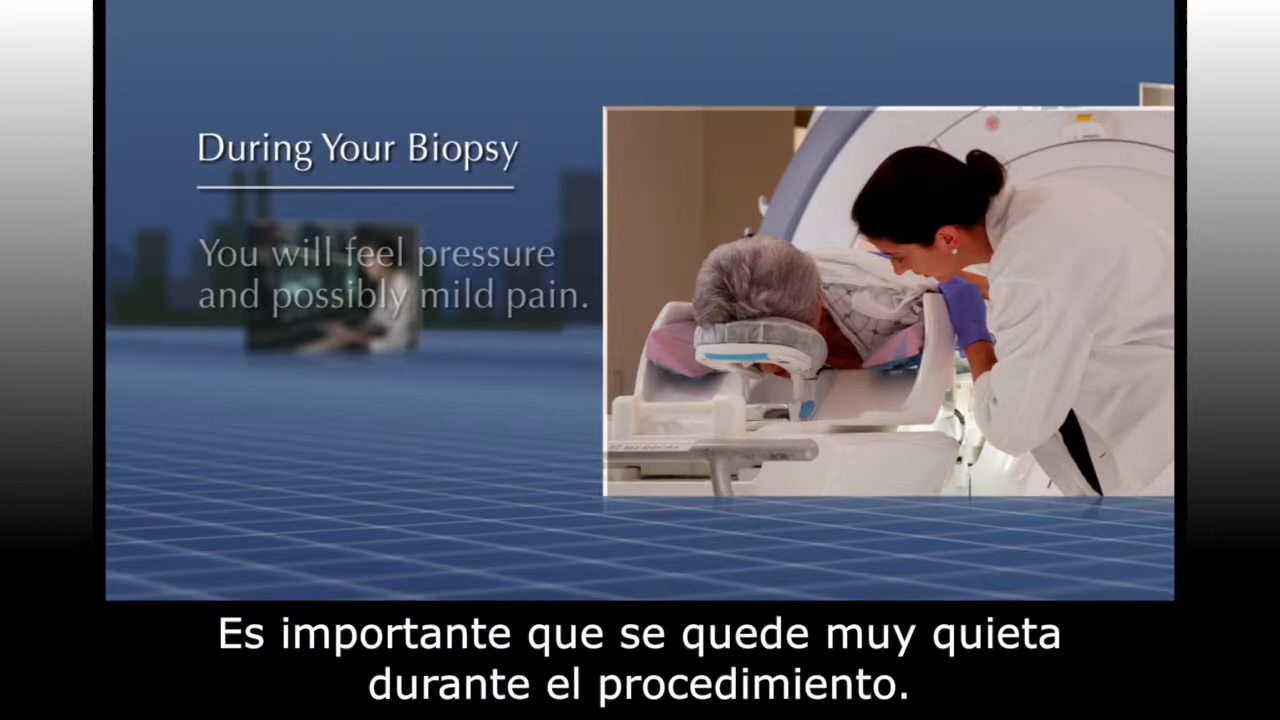 During Your Biopsy
You will feel pressure
and possibly mild pain.
Es importante que se quede muy quieta
durante el procedimiento.